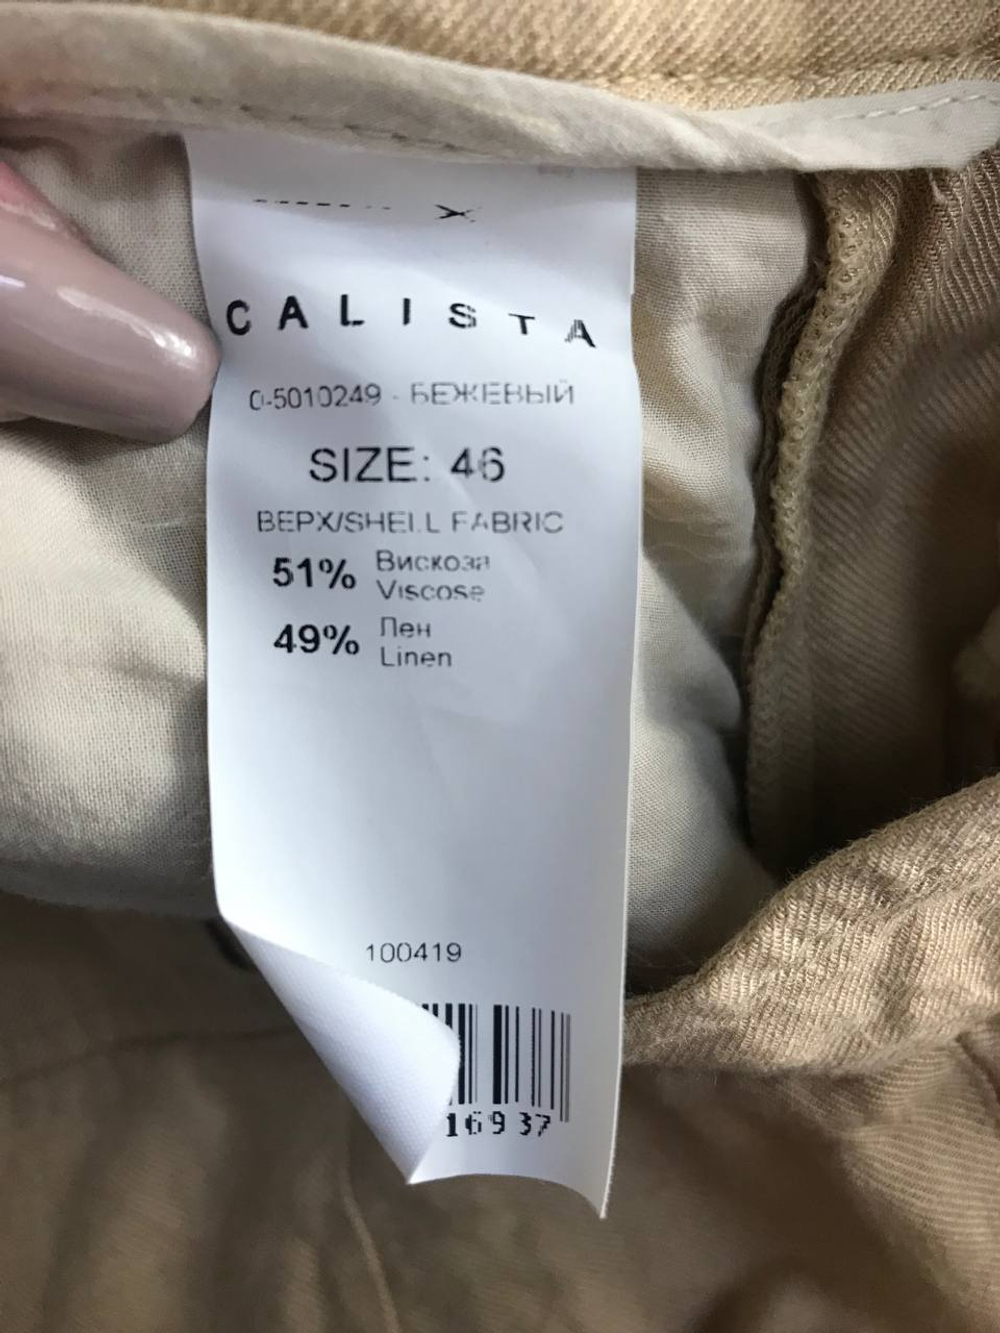 CALISTA
0-5010249 - БЕЖЕВЫЙ
SIZE: 46
ВЕРХ/SHELL FABRIC
51% Вискоза
Viscose
49% Лен
Linen
100419
16937